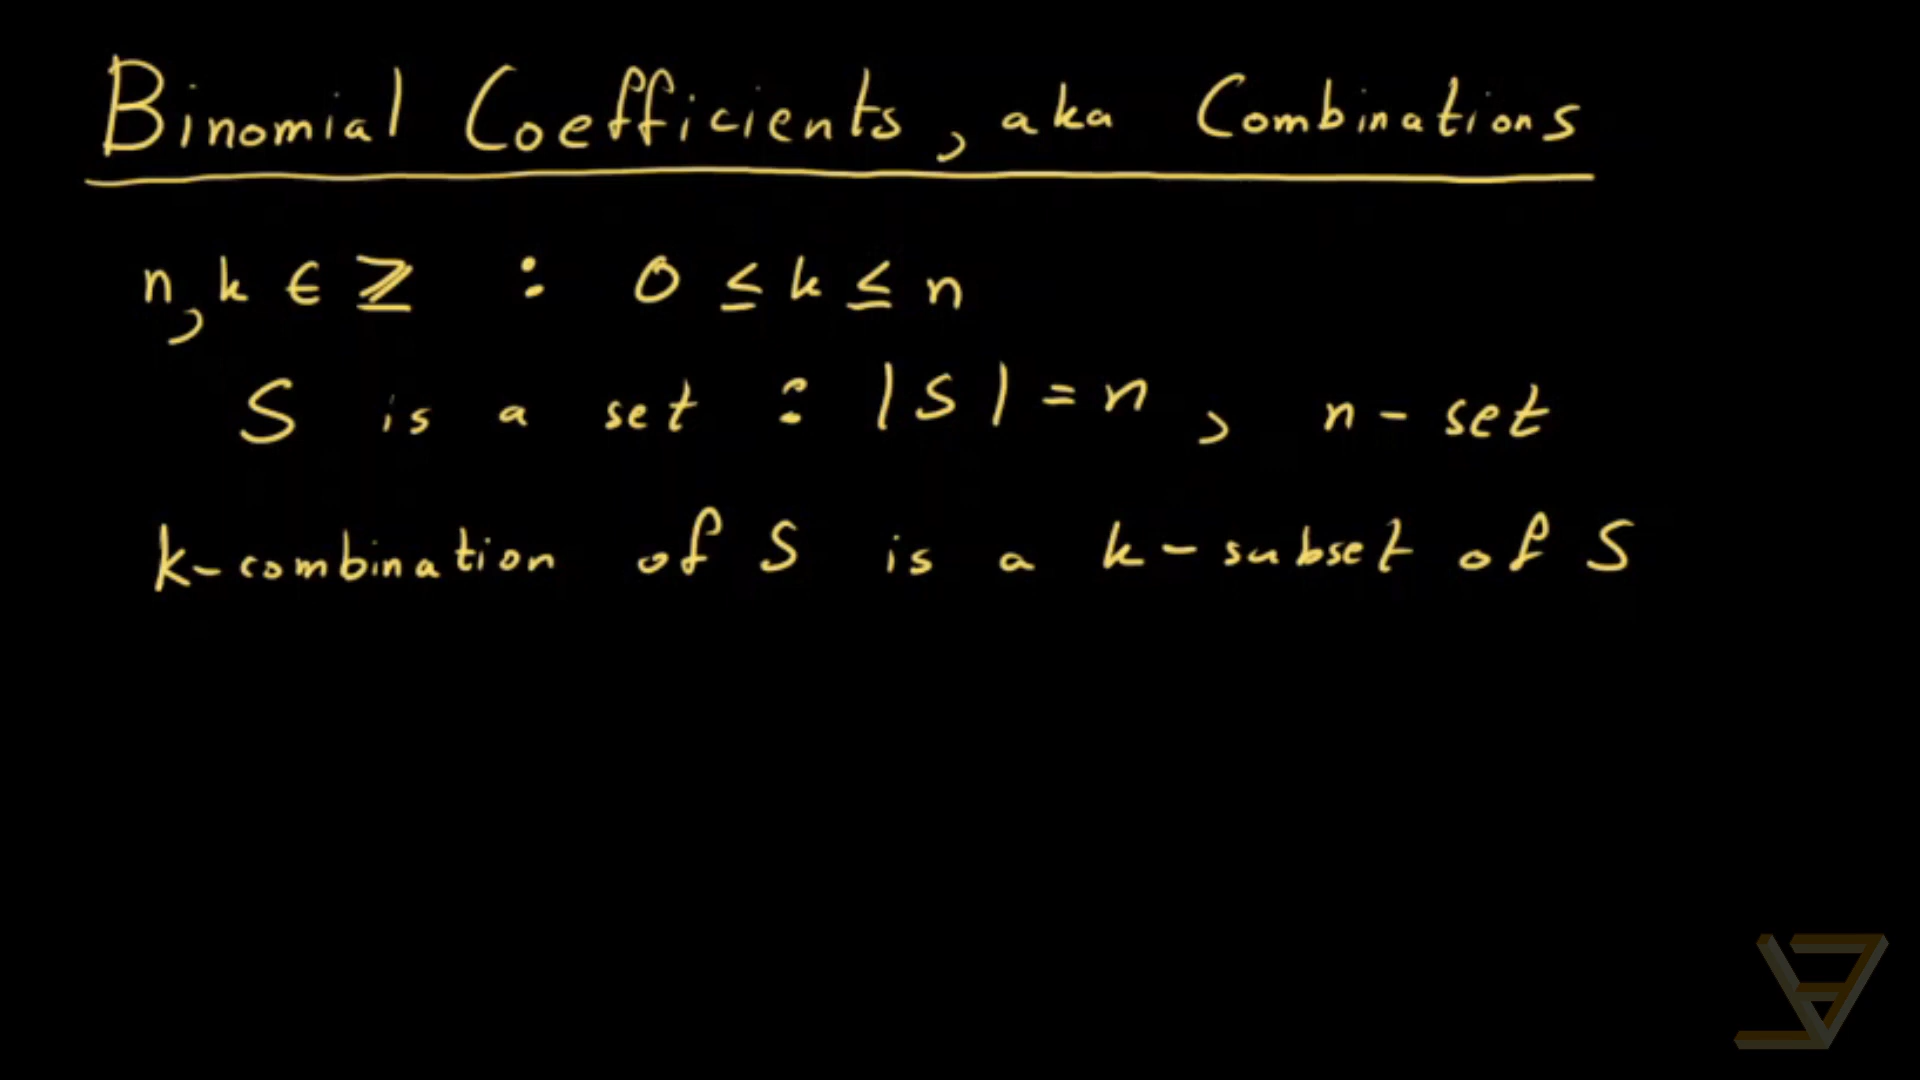 Binomial Coefficients, aka Combinations
n, k ∈ ℤ : 0 ≤ k ≤ n
S is a set : |S| = n, n-set
k-combination of S is a k-subset of S